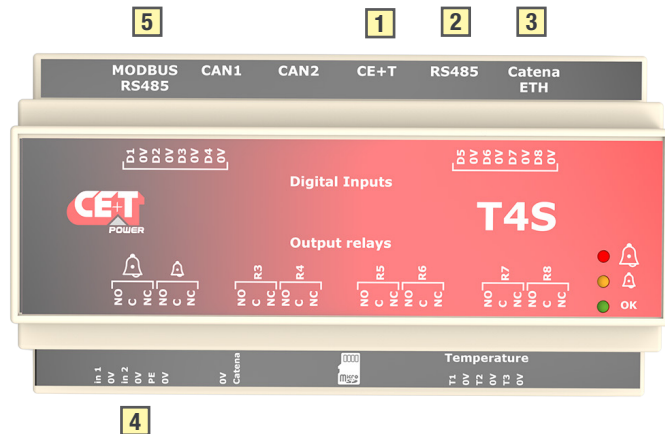 5 1 2 3
MODBUS RS485 CAN1 CAN2 CE+T RS485 Catena ETH
D1 0V D2 0V D3 0V D4 0V
D5 0V D6 0V D7 0V D8 0V
Digital Inputs
CE+T
POWER
T4S
Output relays
R3 R4 R5 R6 R7 R8
NO C NC NO C NC NO C NC NO C NC NO C NC NO C NC NO C NC NO C NC
OK
in 1 0V in 2 0V PE 0V
0V Catena
Micro SD
Temperature
T1 0V T2 0V T3 0V
4